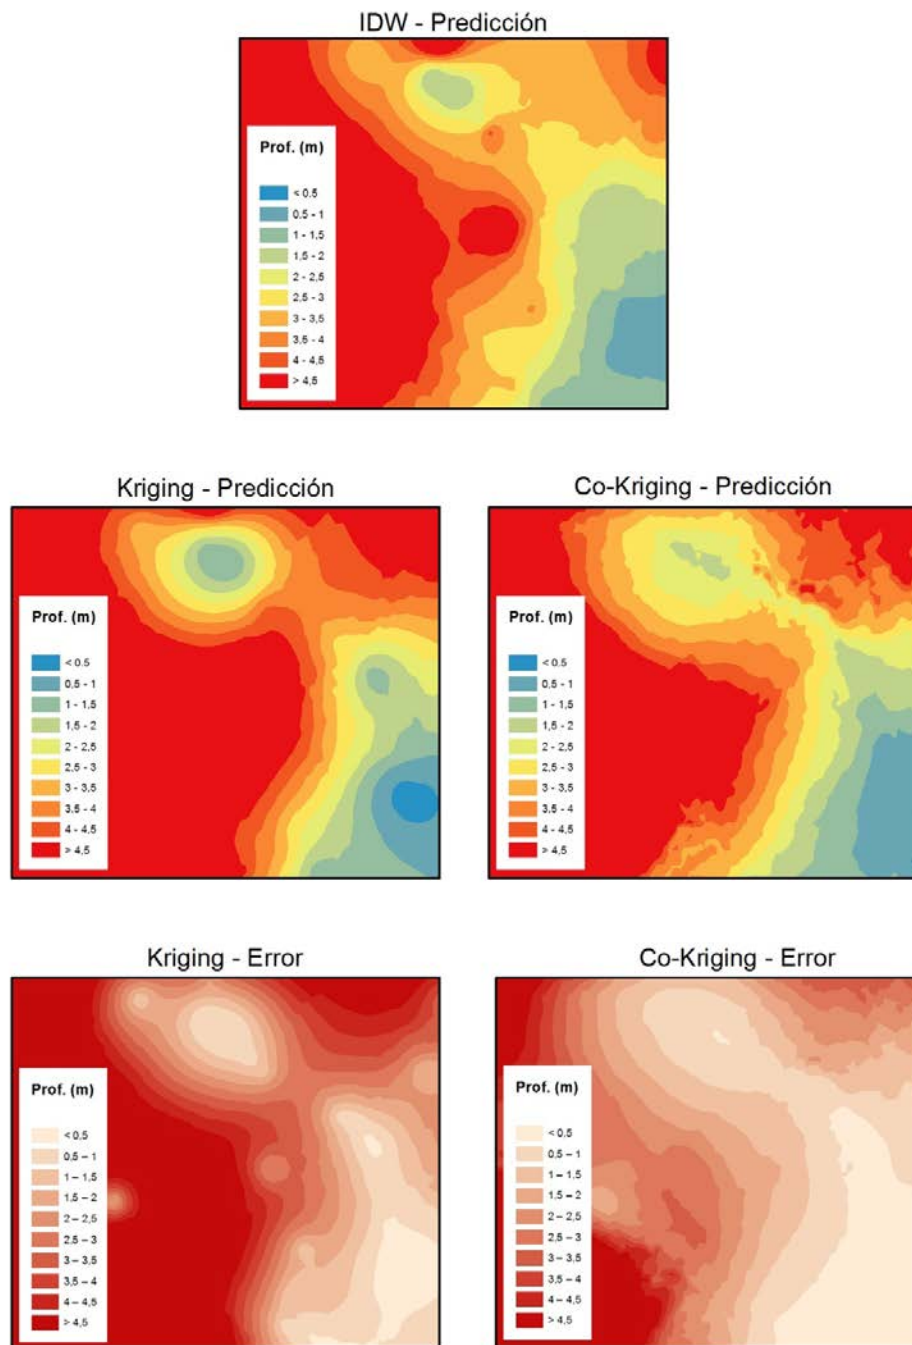 IDW - Predicción
Prof. (m)
< 0.5
0.5 - 1
1 - 1,5
1,5 - 2
2 - 2,5
2,5 - 3
3 - 3,5
3,5 - 4
4 - 4,5
> 4,5
Kriging - Predicción
Prof. (m)
< 0.5
0,5 - 1
1 - 1,5
1,5 - 2
2 - 2,5
2,5 - 3
3 - 3,5
3,5 - 4
4 - 4,5
> 4,5
Co-Kriging - Predicción
Prof. (m)
< 0.5
0,5 - 1
1 - 1,5
1,5 - 2
2 - 2,5
2,5 - 3
3 - 3,5
3,5 - 4
4 - 4,5
> 4,5
Kriging - Error
Prof. (m)
< 0,5
0,5 – 1
1 – 1,5
1,5 – 2
2 – 2,5
2,5 – 3
3 – 3,5
3,5 – 4
4 – 4,5
> 4,5
Co-Kriging - Error
Prof. (m)
< 0,5
0,5 – 1
1 – 1,5
1,5 – 2
2 – 2,5
2,5 – 3
3 – 3,5
3,5 – 4
4 – 4,5
> 4,5